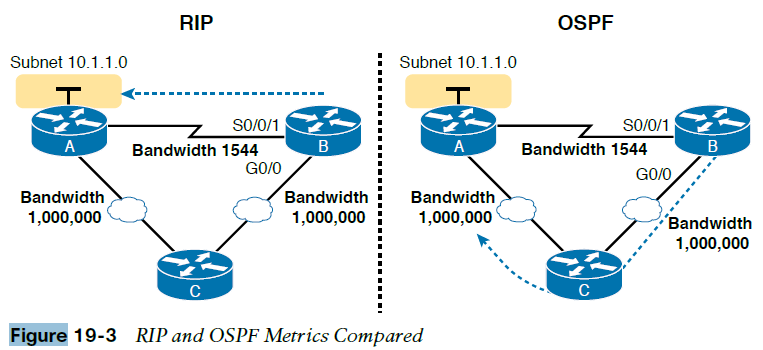 RIP
OSPF
Subnet 10.1.1.0
S0/0/1
A
Bandwidth 1544
B
G0/0
Bandwidth
1,000,000
Bandwidth
1,000,000
C
Subnet 10.1.1.0
S0/0/1
A
Bandwidth 1544
B
G0/0
Bandwidth
1,000,000
Bandwidth
1,000,000
C
Figure 19-3 RIP and OSPF Metrics Compared